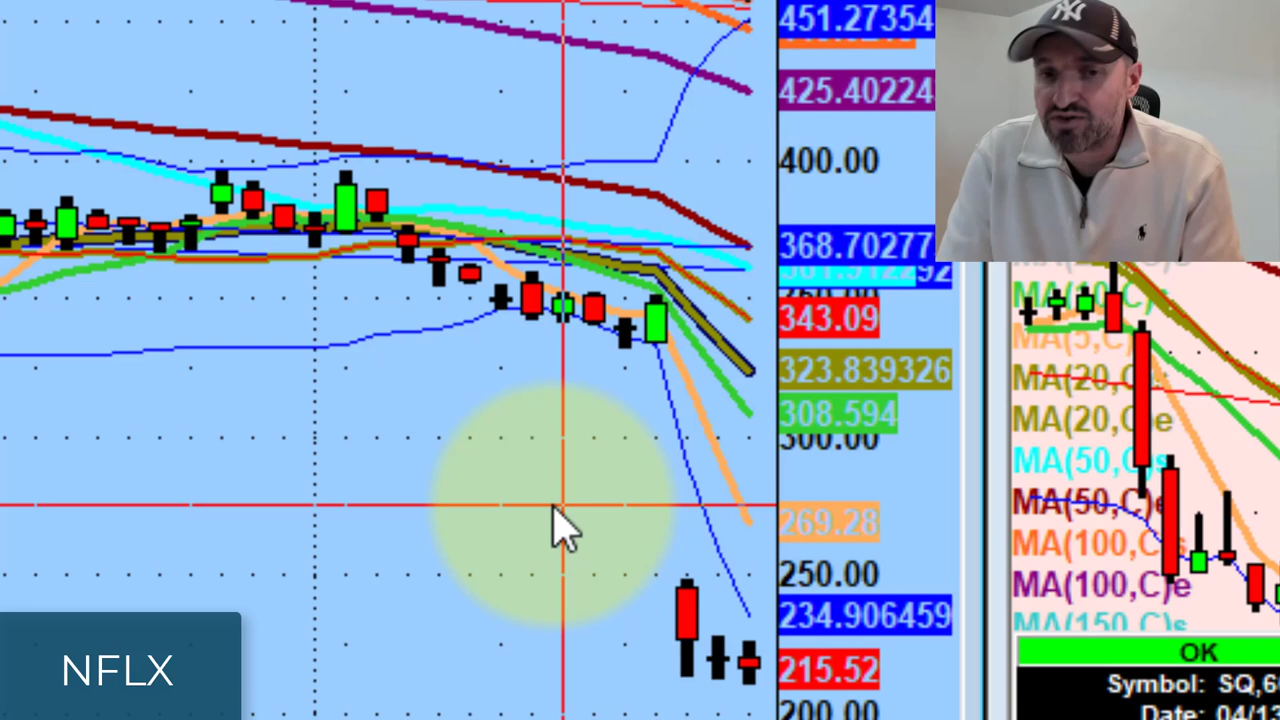 451.27354
425.40224
400.00
368.70277
343.09
323.839326
308.594
300.00
269.28
250.00
234.906459
215.52
200.00
NFLX
MA(5,C)
MA(20,C)s
MA(20,C)e
MA(50,C)s
MA(50,C)e
MA(100,C)s
MA(100,C)e
MA(150,C)s
OK
Symbol: SQ,6
Date: 04/1
NY